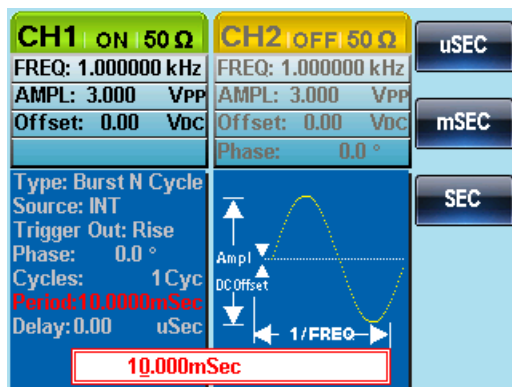 CH1 ON 50 Ω
FREQ: 1.000000 kHz
AMPL: 3.000 VPP
Offset: 0.00 VDC
CH2 OFF 50 Ω
FREQ: 1.000000 kHz
AMPL: 3.000 VPP
Offset: 0.00 VDC
Phase: 0.0 °
uSEC
mSEC
SEC
Type: Burst N Cycle
Source: INT
Trigger Out: Rise
Phase: 0.0 °
Cycles: 1 Cyc
Period: 10.0000mSec
Delay: 0.00 uSec
Ampl
DC Offset
1/FREQ
10.000mSec